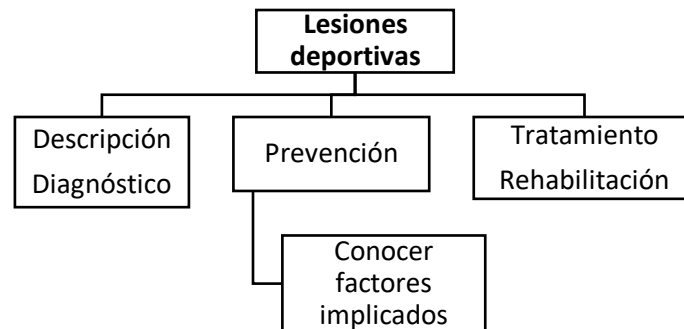 Lesiones
deportivas
Descripción
Diagnóstico
Prevención
Tratamiento
Rehabilitación
Conocer
factores
implicados